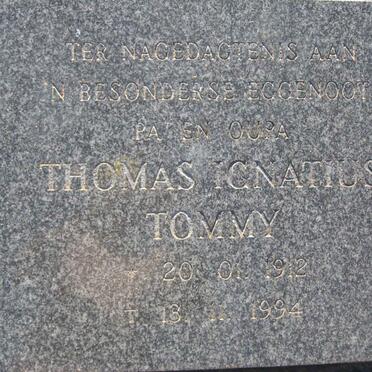 TER NAGEDAGTENIS AAN
'N BESONDERSE EGGENOOT
PA EN OUPA
THOMAS IGNATIUS
TOMMY
* 20. 01. 1912
† 13. 11. 1994